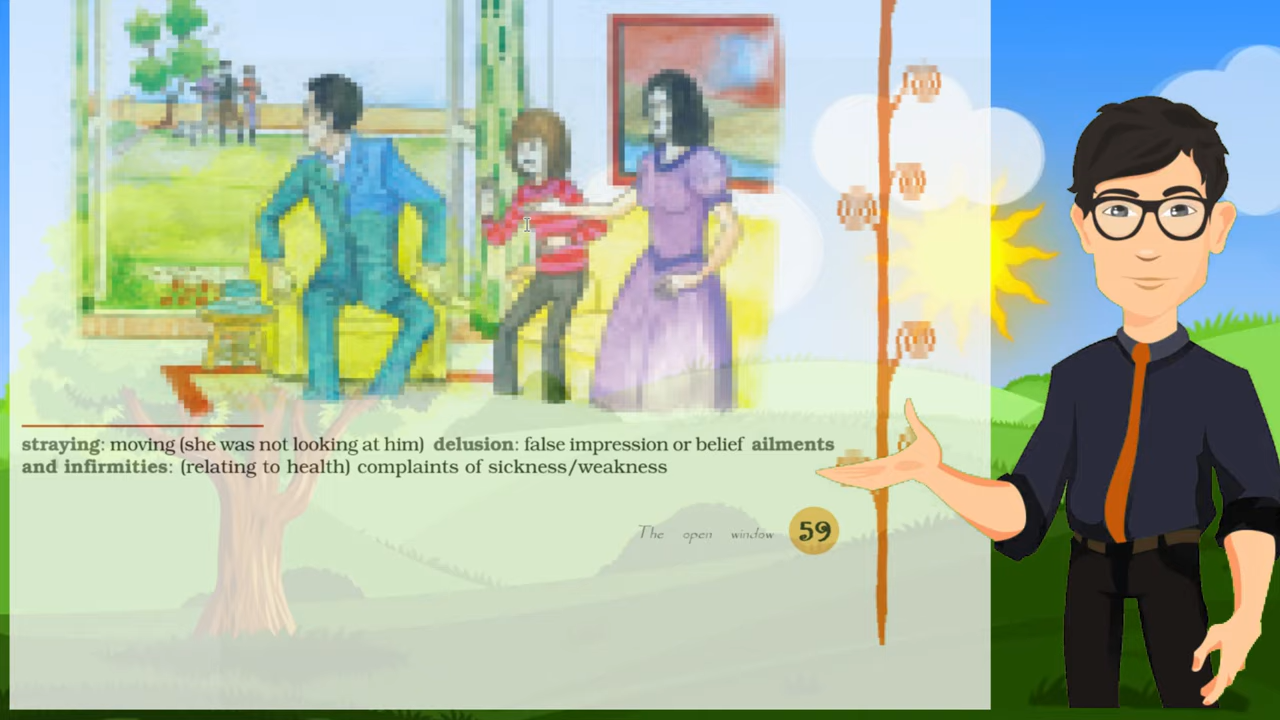 straying: moving (she was not looking at him) delusion: false impression or belief ailments
and infirmities: (relating to health) complaints of sickness/weakness
The open window 59